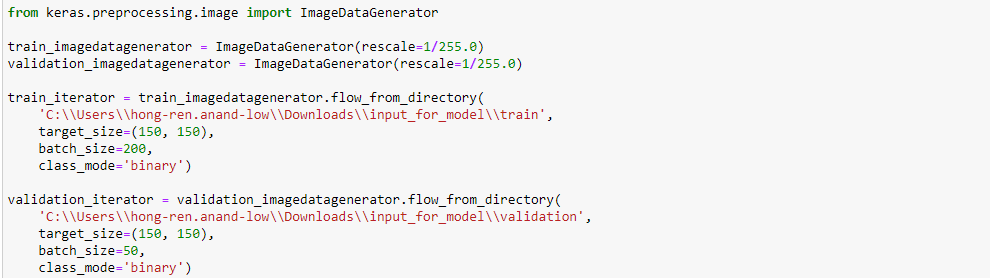 from keras.preprocessing.image import ImageDataGenerator
train_imagedatagenerator = ImageDataGenerator(rescale=1/255.0)
validation_imagedatagenerator = ImageDataGenerator(rescale=1/255.0)
train_iterator = train_imagedatagenerator.flow_from_directory(
    'C:\\Users\\hong-ren.anand-low\\Downloads\\input_for_model\\train',
    target_size=(150, 150),
    batch_size=200,
    class_mode='binary')
validation_iterator = validation_imagedatagenerator.flow_from_directory(
    'C:\\Users\\hong-ren.anand-low\\Downloads\\input_for_model\\validation',
    target_size=(150, 150),
    batch_size=50,
    class_mode='binary')